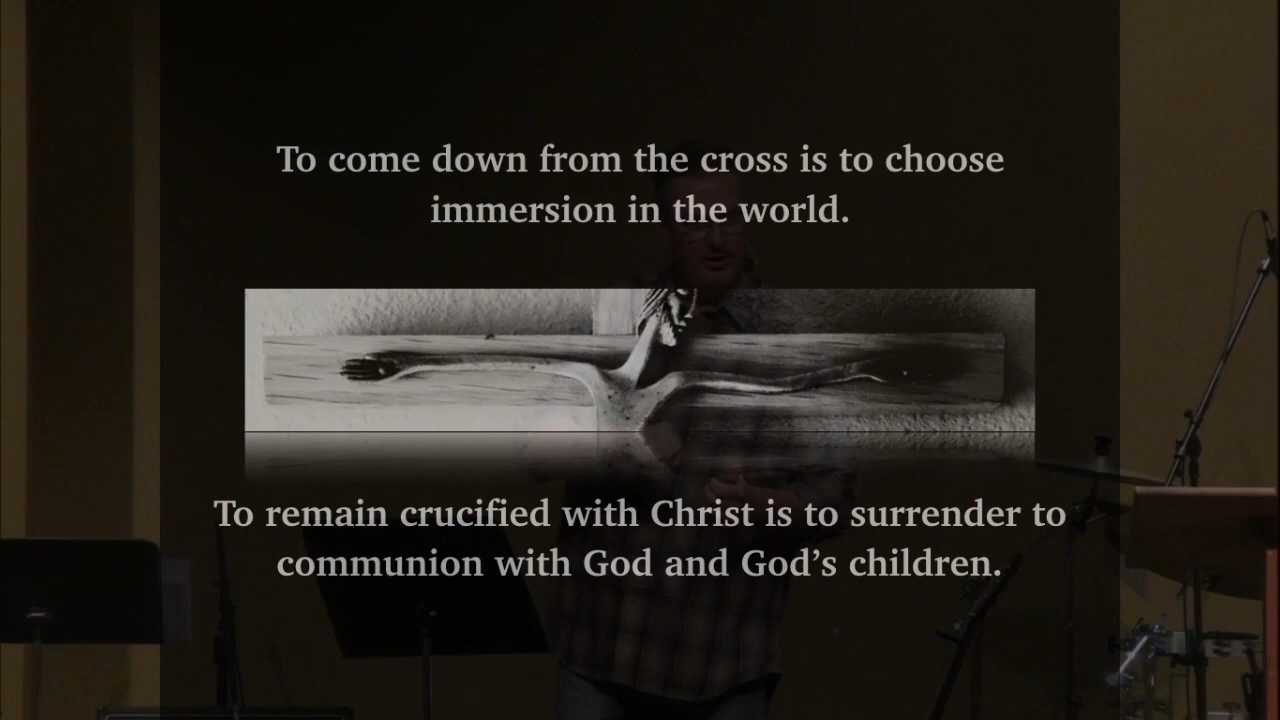 To come down from the cross is to choose
immersion in the world.
To remain crucified with Christ is to surrender to
communion with God and God’s children.